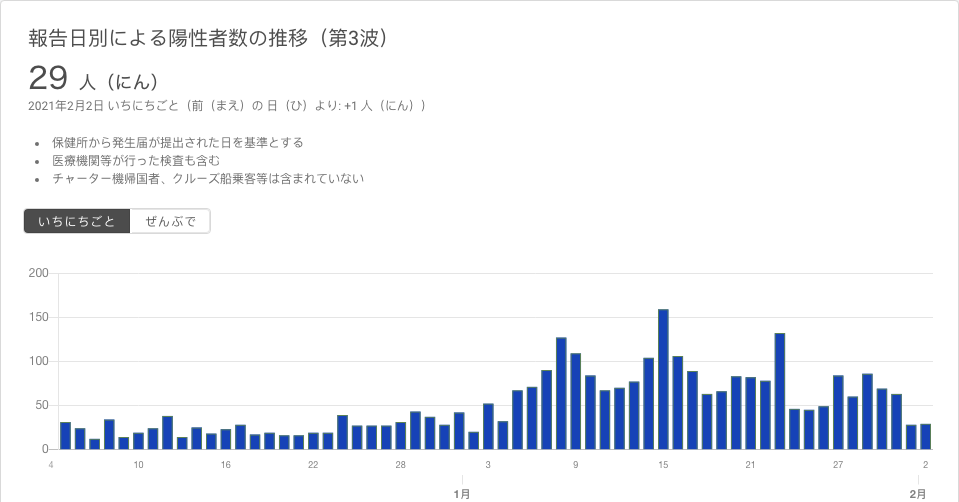 報告日別による陽性者数の推移（第3波）
29 人（にん）
2021年2月2日 いちにちごと（前（まえ）の 日（ひ）より: +1 人（にん））
• 保健所から発生届が提出された日を基準とする
• 医療機関等が行った検査も含む
• チャーター機帰国者、クルーズ船乗客等は含まれていない
いちにちごと ぜんぶで
200
150
100
50
0
4 10 16 22 28 3 9 15 21 27 2
1月 2月